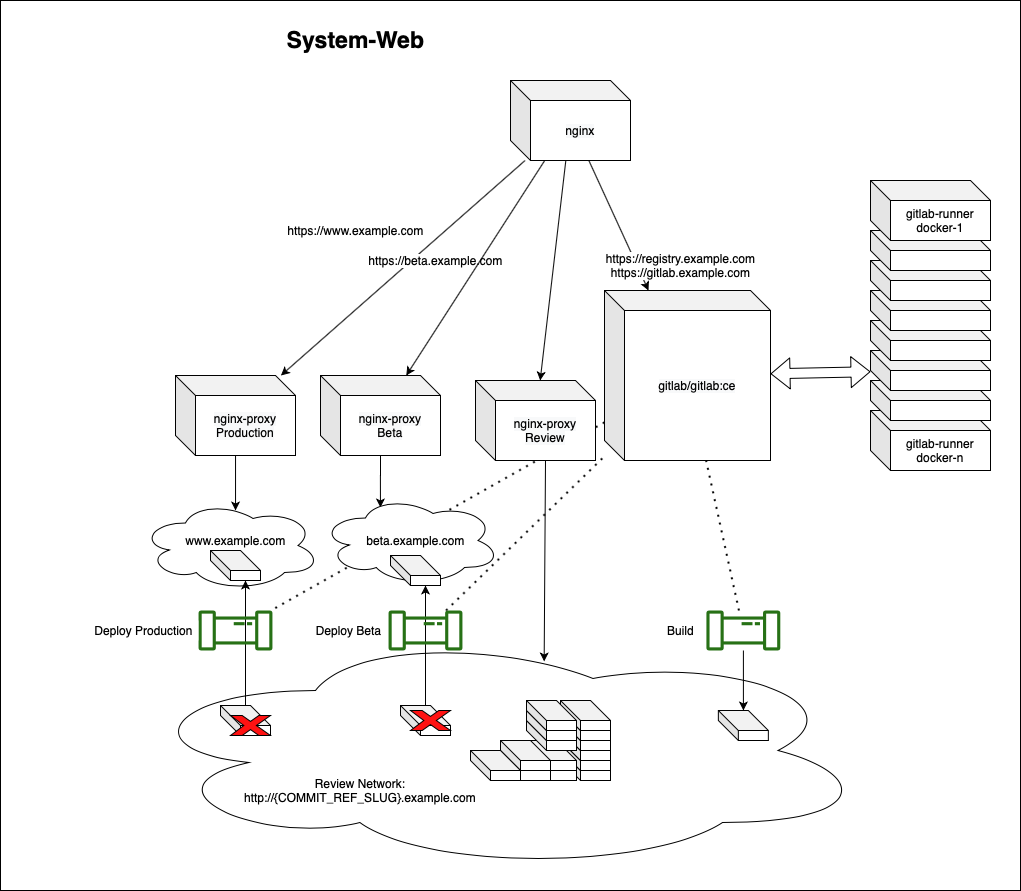 System-Web
nginx
gitlab-runner
docker-1
https://www.example.com
https://beta.example.com
https://registry.example.com
https://gitlab.example.com
gitlab/gitlab:ce
nginx-proxy
Production
nginx-proxy
Beta
nginx-proxy
Review
gitlab-runner
docker-n
www.example.com
beta.example.com
Deploy Production
Deploy Beta
Build
Review Network:
http://{COMMIT_REF_SLUG}.example.com